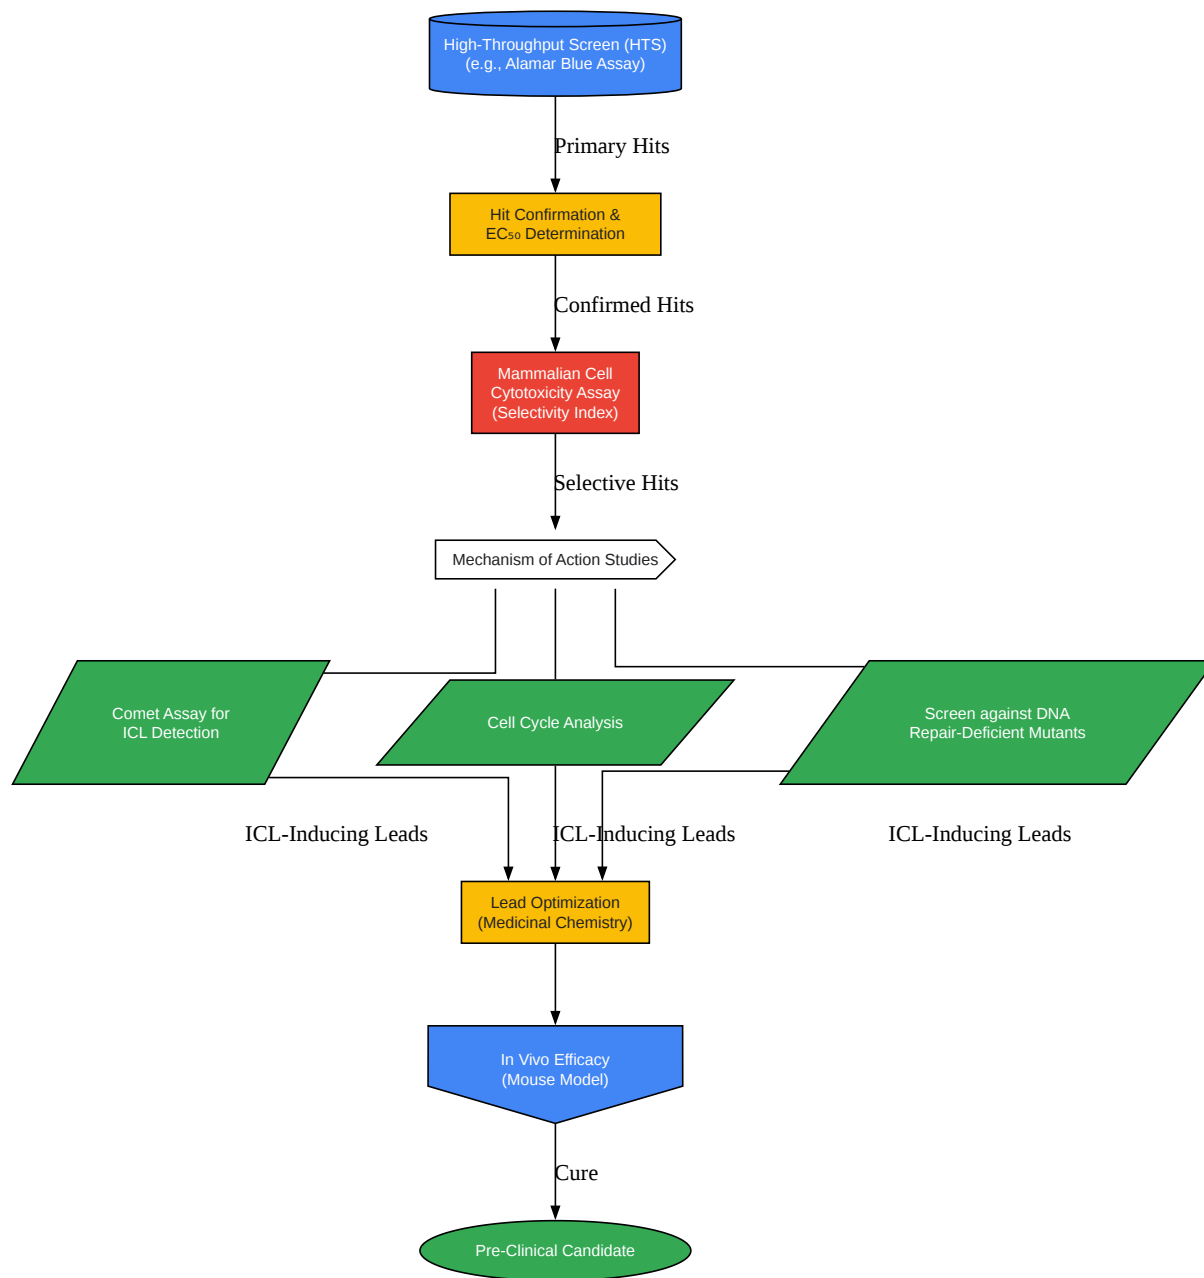 High-Throughput Screen (HTS)
(e.g., Alamar Blue Assay)
Primary Hits
Hit Confirmation &
EC₅₀ Determination
Confirmed Hits
Mammalian Cell
Cytotoxicity Assay
(Selectivity Index)
Selective Hits
Mechanism of Action Studies
Comet Assay for
ICL Detection
Cell Cycle Analysis
Screen against DNA
Repair-Deficient Mutants
ICL-Inducing Leads
ICL-Inducing Leads
ICL-Inducing Leads
Lead Optimization
(Medicinal Chemistry)
In Vivo Efficacy
(Mouse Model)
Cure
Pre-Clinical Candidate